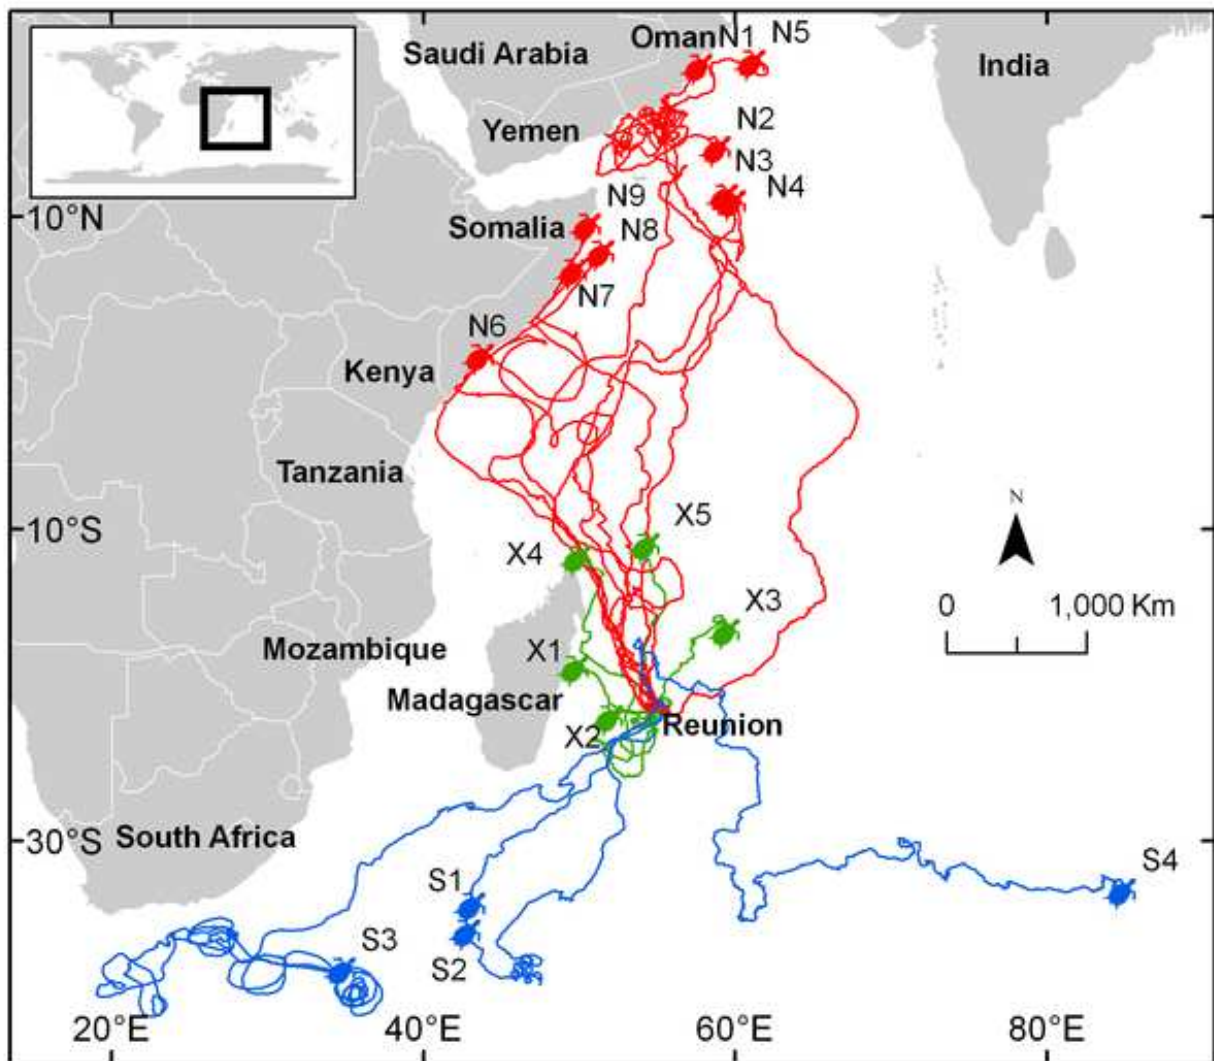 Saudi Arabia
Oman
N1
N5
India
Yemen
N2
N3
N4
N9
10°N
Somalia
N8
N7
N6
Kenya
Tanzania
N
X5
10°S
X4
X3
0
1,000 Km
Mozambique
X1
Madagascar
Reunion
X2
South Africa
30°S
S4
S1
S3
S2
20°E
40°E
60°E
80°E